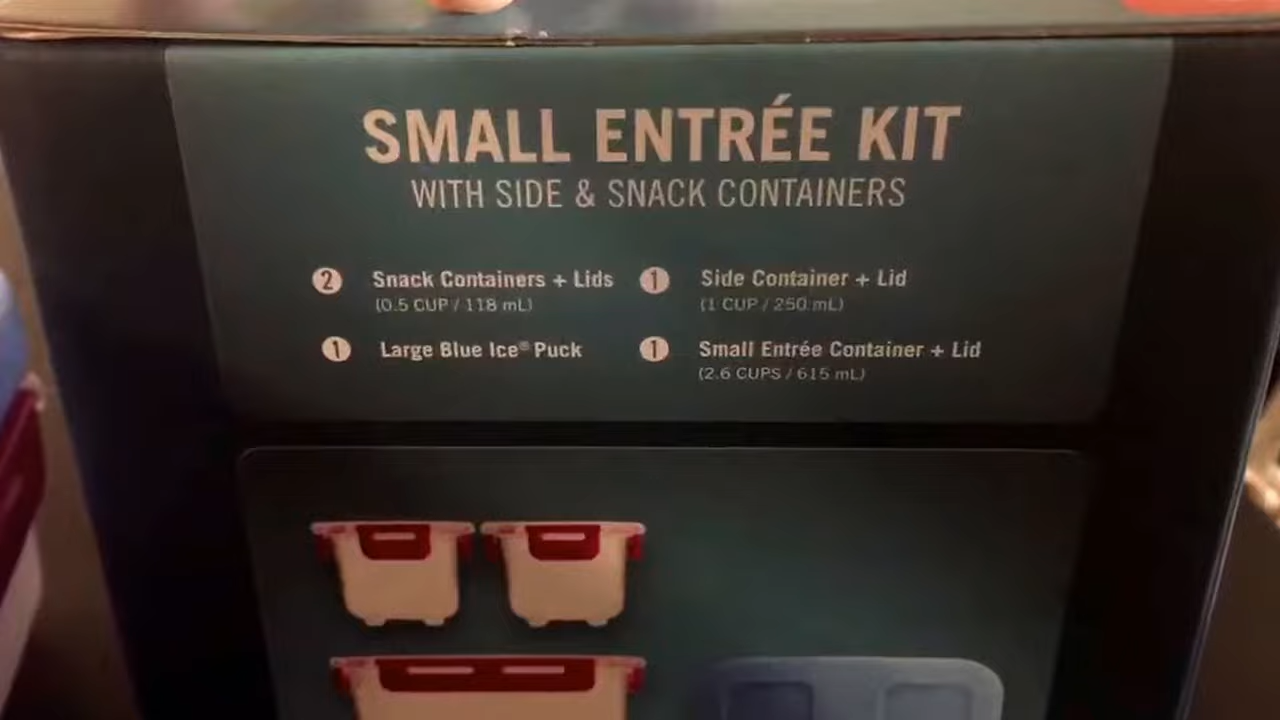 SMALL ENTRÉE KIT
WITH SIDE & SNACK CONTAINERS
2 Snack Containers + Lids
(0.5 CUP / 118 mL)
1 Side Container + Lid
(1 CUP / 250 mL)
1 Large Blue Ice® Puck
1 Small Entrée Container + Lid
(2.6 CUPS / 615 mL)